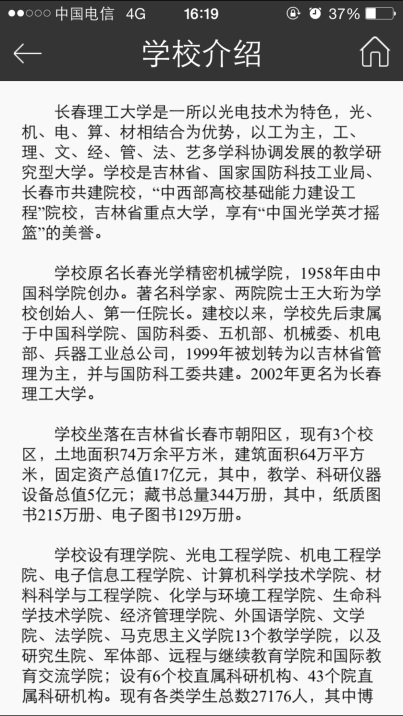 中国电信 4G 16:19 37%
学校介绍
长春理工大学是一所以光电技术为特色，光、
机、电、算、材相结合为优势，以工为主，工、
理、文、经、管、法、艺多学科协调发展的教学研
究型大学。学校是吉林省、国家国防科技工业局、
长春市共建院校，“中西部高校基础能力建设工
程”院校，吉林省重点大学，享有“中国光学英才摇
篮”的美誉。
学校原名长春光学精密机械学院，1958年由中
国科学院创办。著名科学家、两院院士王大珩为学
校创始人、第一任院长。建校以来，学校先后隶属
于中国科学院、国防科委、五机部、机械委、机电
部、兵器工业总公司，1999年被划转为以吉林省管
理为主，并与国防科工委共建。2002年更名为长春
理工大学。
学校坐落在吉林省长春市朝阳区，现有3个校
区，土地面积74万余平方米，建筑面积64万平方
米，固定资产总值17亿元，其中，教学、科研仪器
设备总值5亿元；藏书总量344万册，其中，纸质图
书215万册、电子图书129万册。
学校设有理学院、光电工程学院、机电工程学
院、电子信息工程学院、计算机科学技术学院、材
料科学与工程学院、化学与环境工程学院、生命科
学技术学院、经济管理学院、外国语学院、文学
院、法学院、马克思主义学院13个教学学院，以及
研究生院、军体部、远程与继续教育学院和国际教
育交流学院；设有6个校直属科研机构、43个院直
属科研机构。现有各类学生总数27176人，其中博